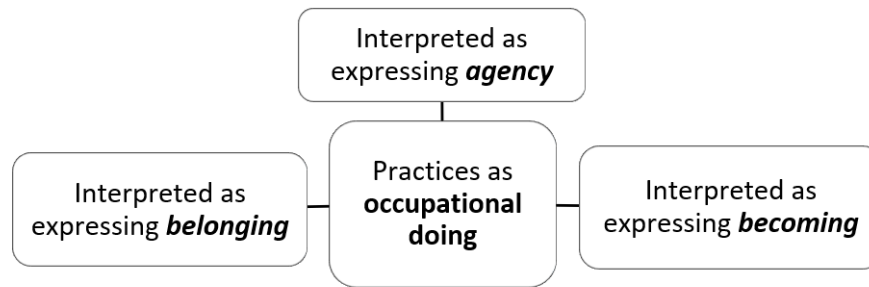 Interpreted as
expressing agency
Interpreted as
expressing belonging
Practices as
occupational
doing
Interpreted as
expressing becoming